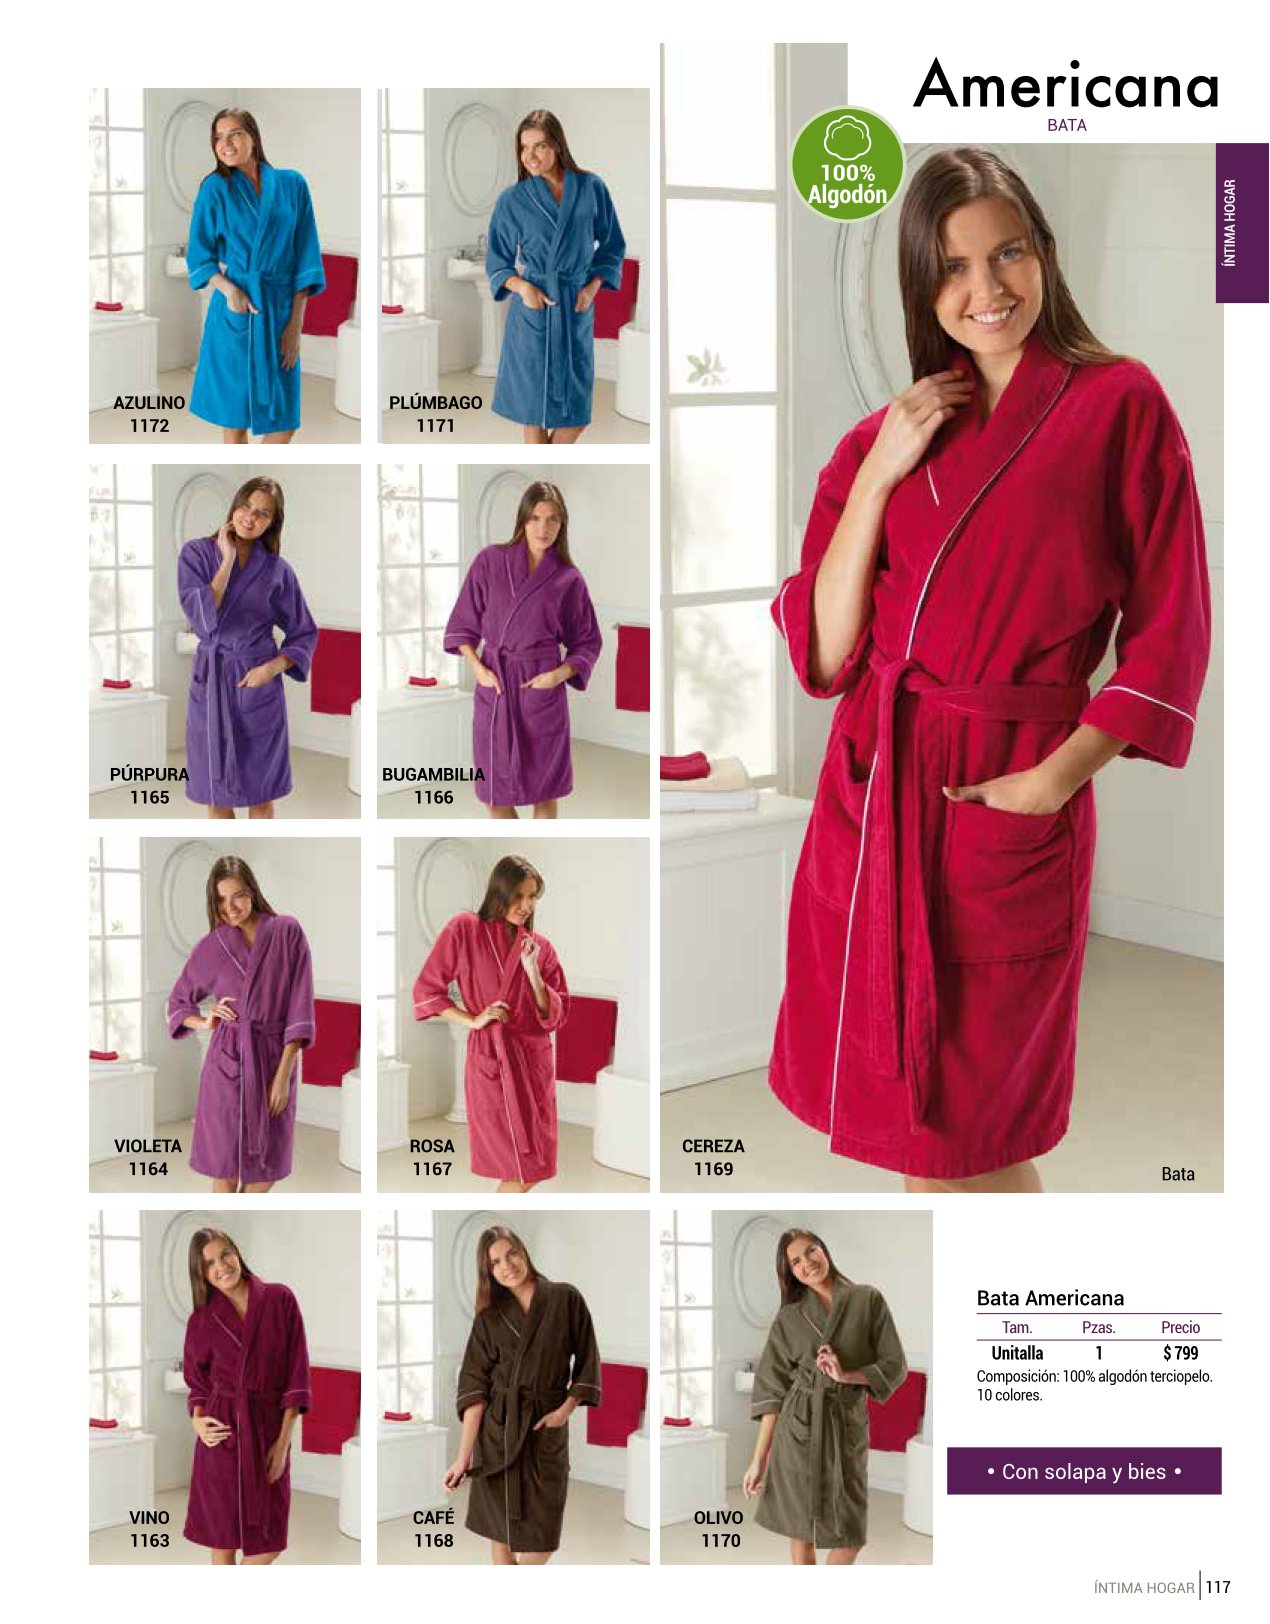 Americana
BATA
100%
Algodón
ÍNTIMA HOGAR
AZULINO
1172
PLÚMBAGO
1171
PÚRPURA
1165
BUGAMBILIA
1166
VIOLETA
1164
ROSA
1167
CEREZA
1169
Bata
VINO
1163
CAFÉ
1168
OLIVO
1170
Bata Americana
Tam. Pzas. Precio
Unitalla 1 $ 799
Composición: 100% algodón terciopelo.
10 colores.
• Con solapa y bies •
ÍNTIMA HOGAR 117